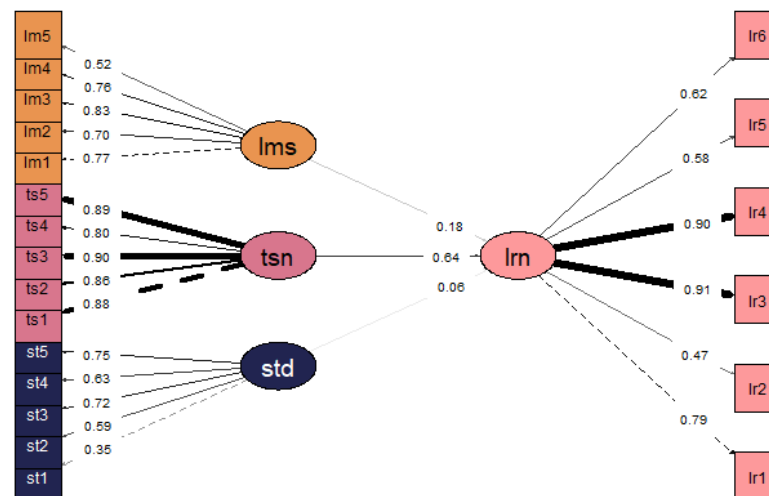 lm5
lm4
lm3
lm2
lm1
ts5
ts4
ts3
ts2
ts1
st5
st4
st3
st2
st1
0.52
0.76
0.83
0.70
0.77
0.89
0.80
0.90
0.86
0.88
0.75
0.63
0.72
0.59
0.35
lms
tsn
std
0.18
0.64
0.06
lrn
0.62
0.58
0.90
0.91
0.47
0.79
lr6
lr5
lr4
lr3
lr2
lr1